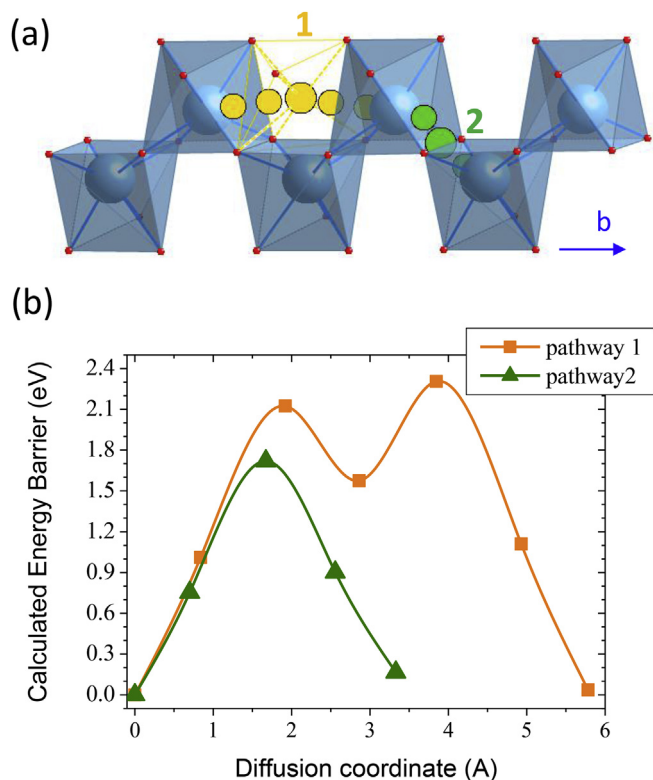 (a)
1
2
b
(b)
pathway 1
pathway2
Calculated Energy Barrier (eV)
2.4
2.1
1.8
1.5
1.2
0.9
0.6
0.3
0.0
0 1 2 3 4 5 6
Diffusion coordinate (A)